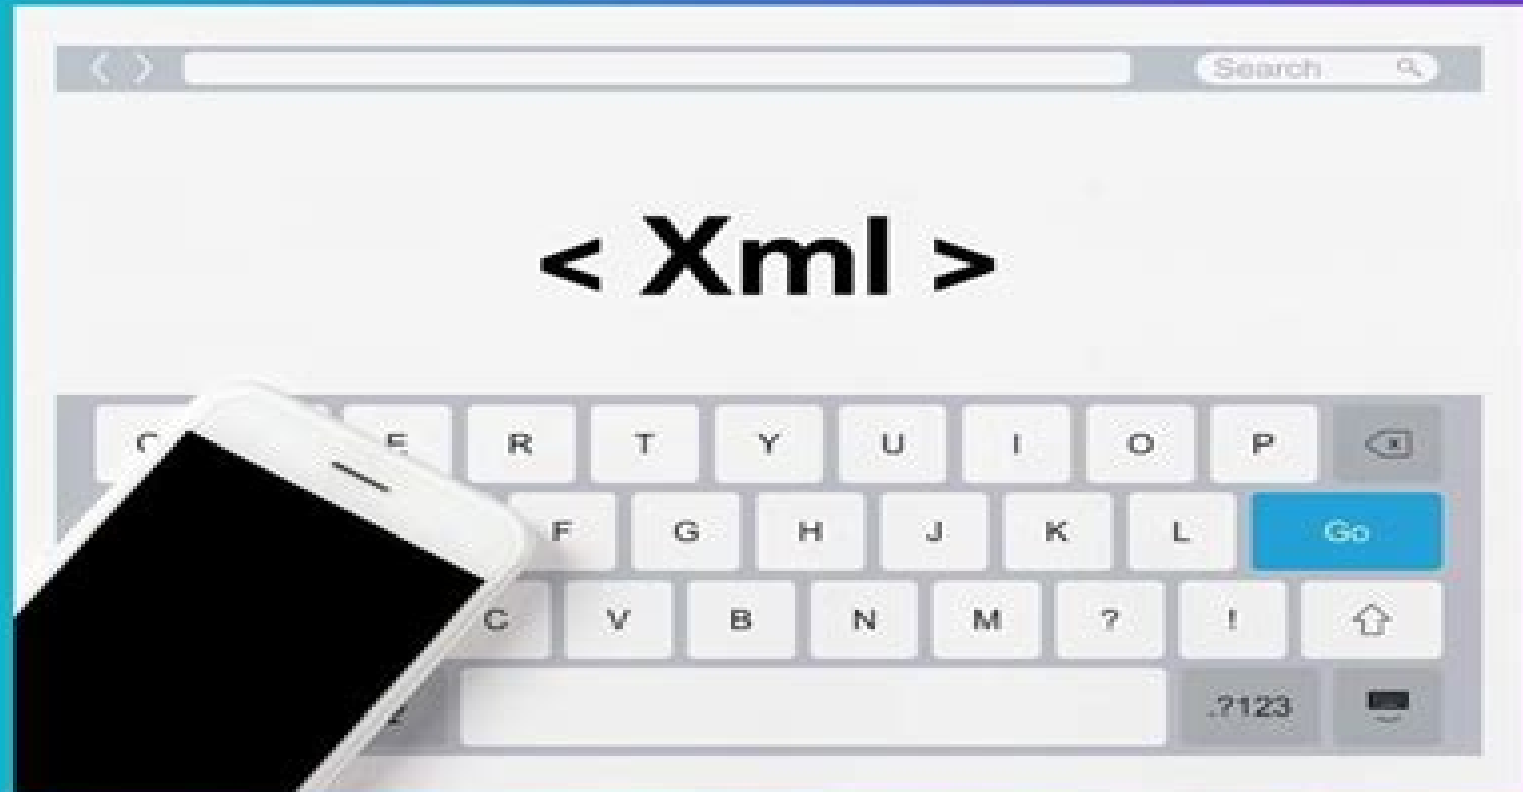 Search
< Xml >
E R T Y U I O P
F G H J K L Go
C V B N M ? !
.?123